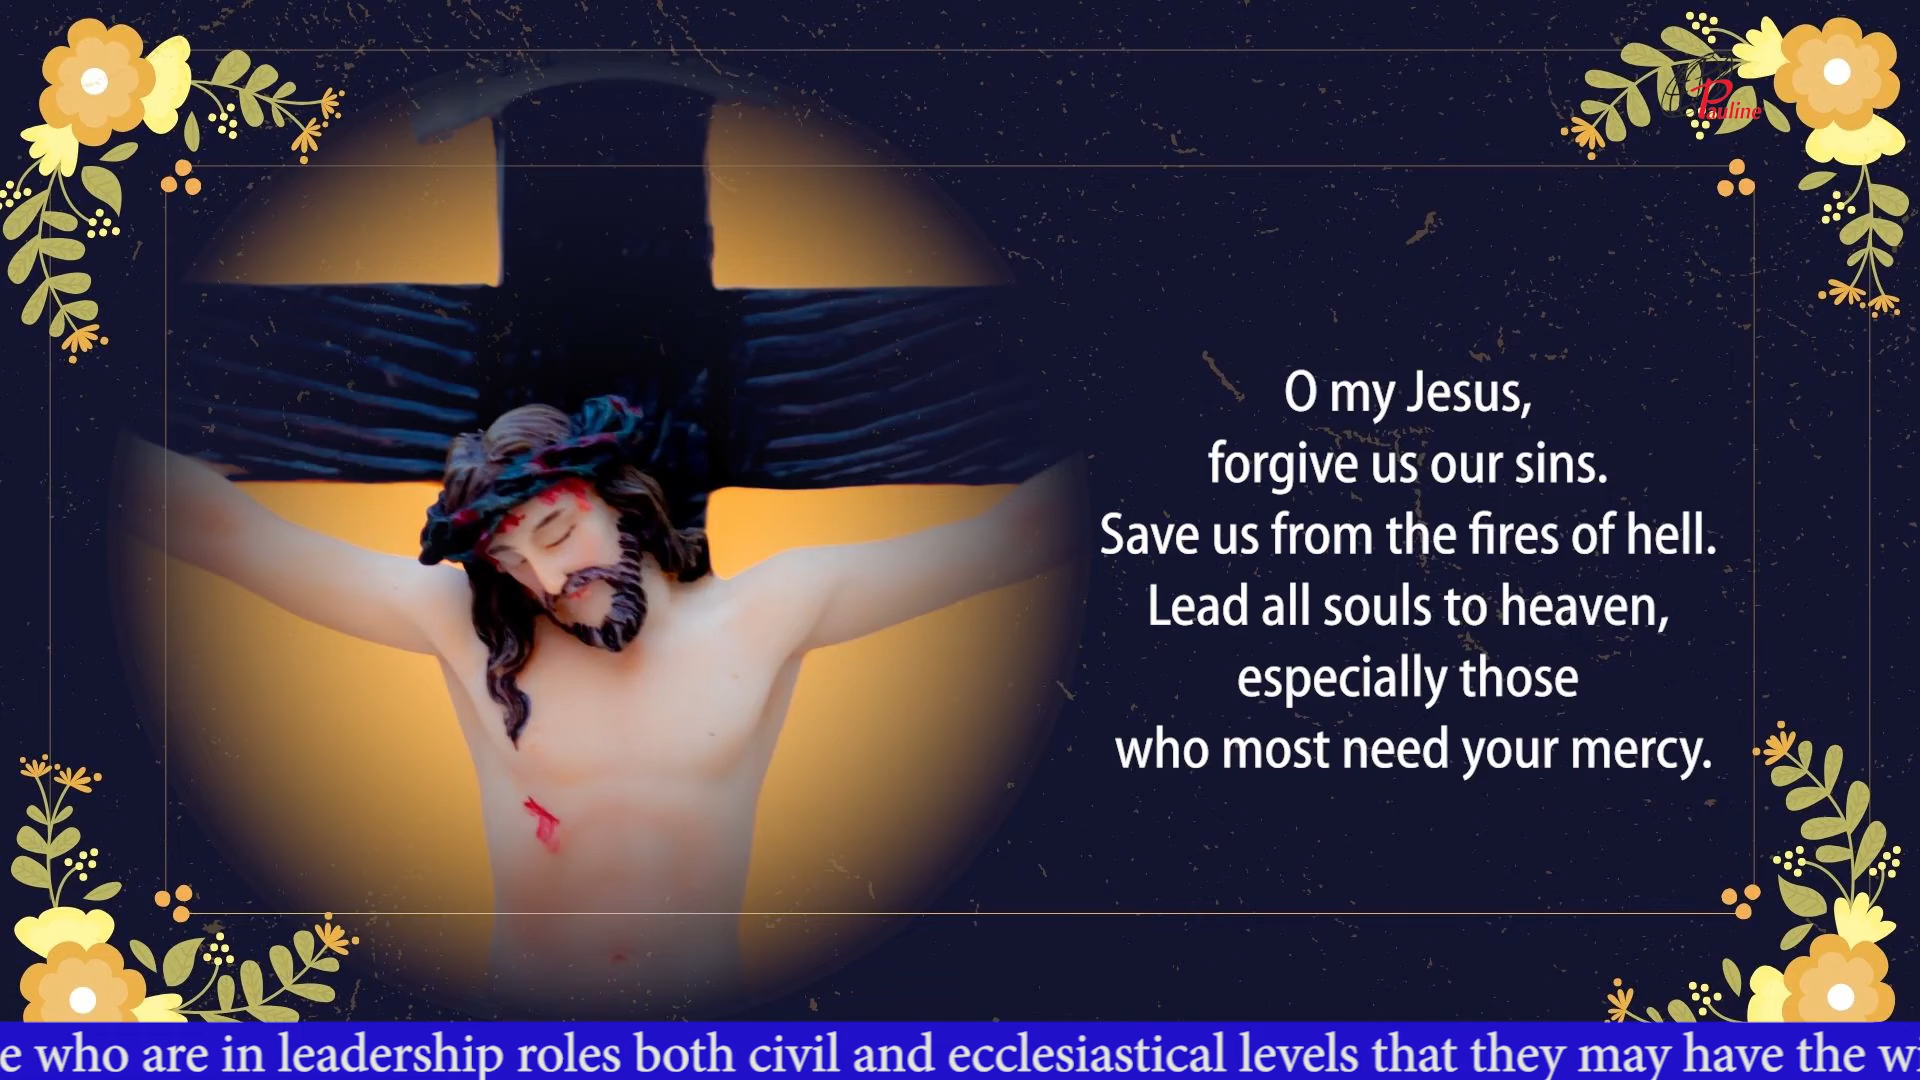 Pauline
O my Jesus,
forgive us our sins.
Save us from the fires of hell.
Lead all souls to heaven,
especially those
who most need your mercy.
who are in leadership roles both civil and ecclesiastical levels that they may have the